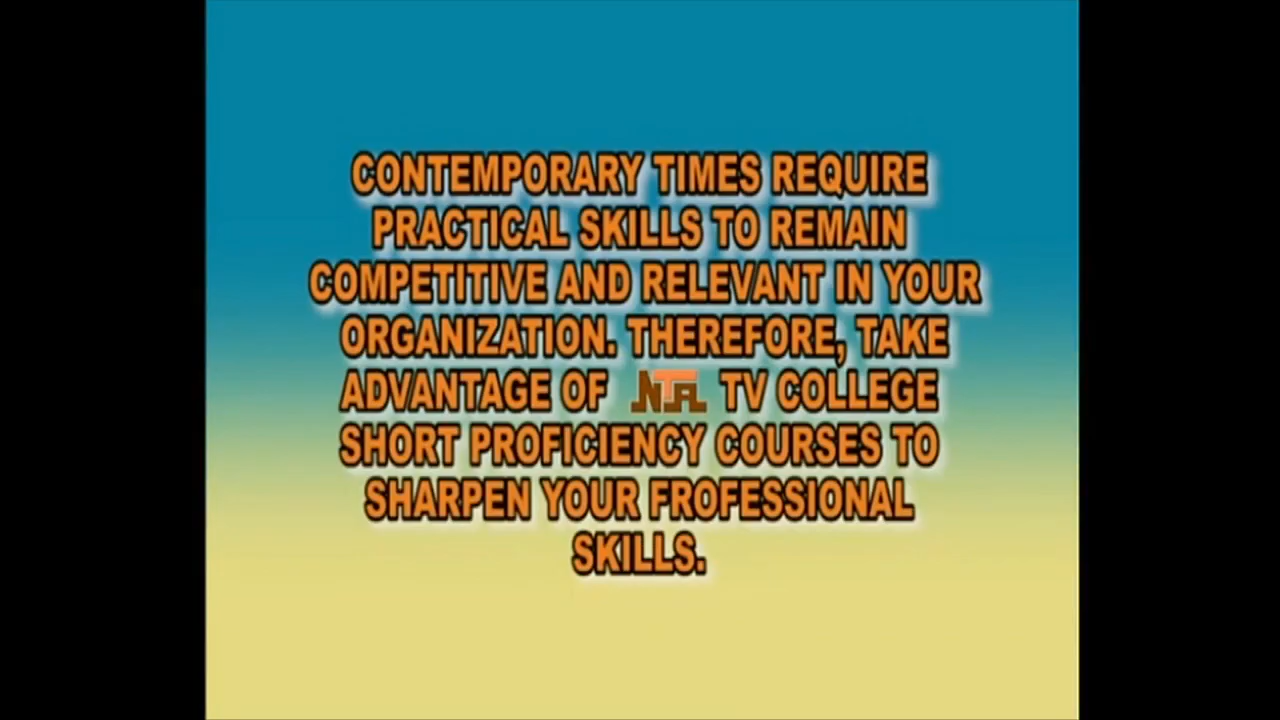 CONTEMPORARY TIMES REQUIRE
PRACTICAL SKILLS TO REMAIN
COMPETITIVE AND RELEVANT IN YOUR
ORGANIZATION. THEREFORE, TAKE
ADVANTAGE OF NTA TV COLLEGE
SHORT PROFICIENCY COURSES TO
SHARPEN YOUR FROFESSIONAL
SKILLS.